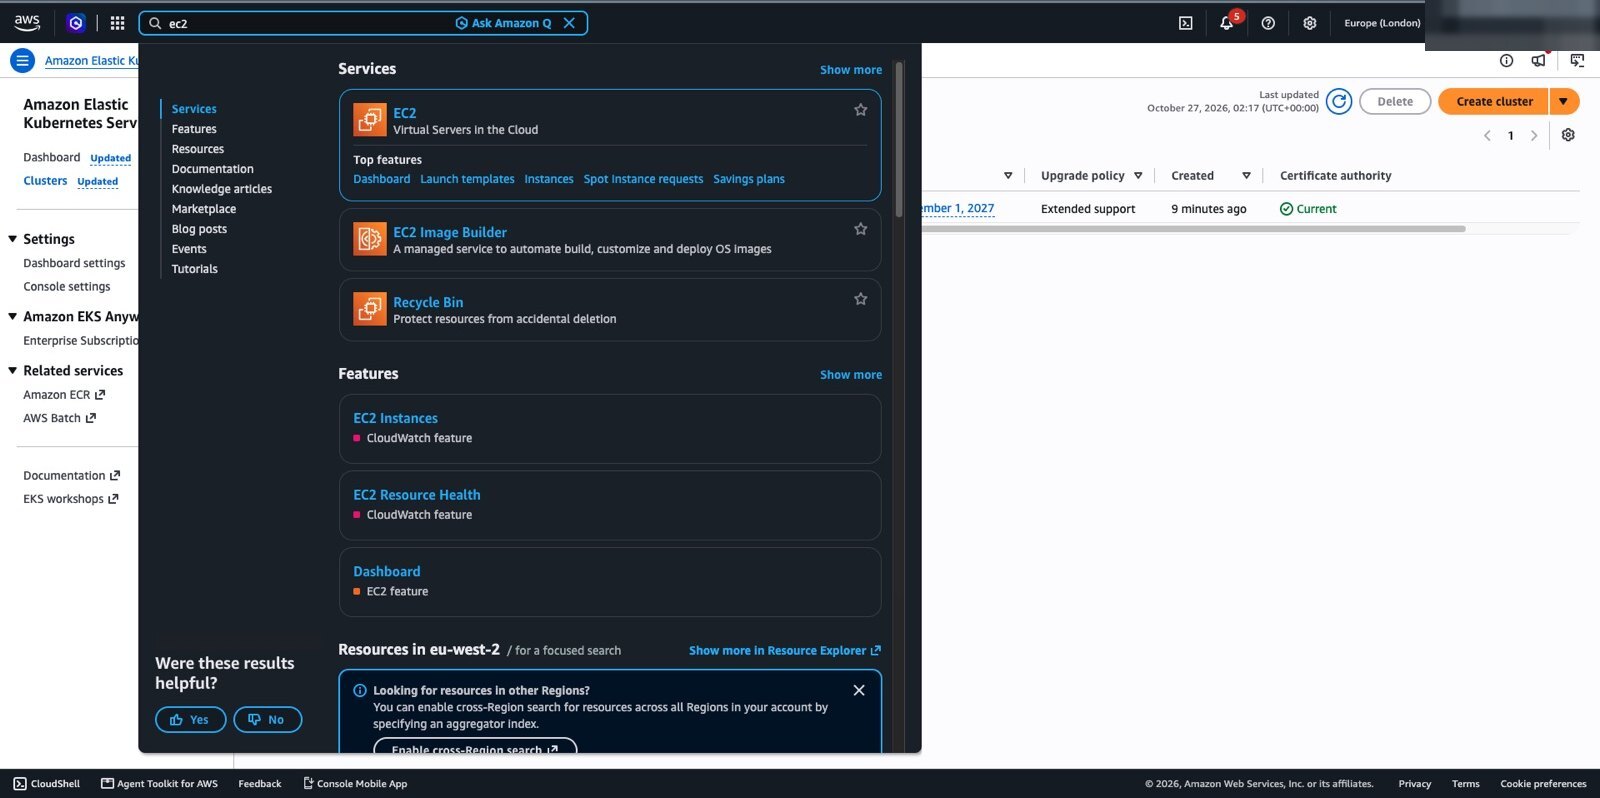 aws
ec2
Ask Amazon Q
5
Europe (London)
Amazon Elastic Ku
Amazon Elastic
Kubernetes Serv
Dashboard Updated
Clusters Updated
Settings
Dashboard settings
Console settings
Amazon EKS Anyw
Enterprise Subscriptio
Related services
Amazon ECR
AWS Batch
Documentation
EKS workshops
Services
Features
Resources
Documentation
Knowledge articles
Marketplace
Blog posts
Events
Tutorials
Were these results
helpful?
Yes
No
Services
Show more
EC2
Virtual Servers in the Cloud
Top features
Dashboard Launch templates Instances Spot Instance requests Savings plans
EC2 Image Builder
A managed service to automate build, customize and deploy OS images
Recycle Bin
Protect resources from accidental deletion
Features
Show more
EC2 Instances
CloudWatch feature
EC2 Resource Health
CloudWatch feature
Dashboard
EC2 feature
Resources in eu-west-2 / for a focused search
Show more in Resource Explorer
Looking for resources in other Regions?
You can enable cross-Region search for resources across all Regions in your account by
specifying an aggregator index.
Enable cross-Region search
Last updated
October 27, 2026, 02:17 (UTC+00:00)
Delete
Create cluster
1
Upgrade policy
Created
Certificate authority
ember 1, 2027
Extended support
9 minutes ago
Current
CloudShell
Agent Toolkit for AWS
Feedback
Console Mobile App
© 2026, Amazon Web Services, Inc. or its affiliates.
Privacy
Terms
Cookie preferences